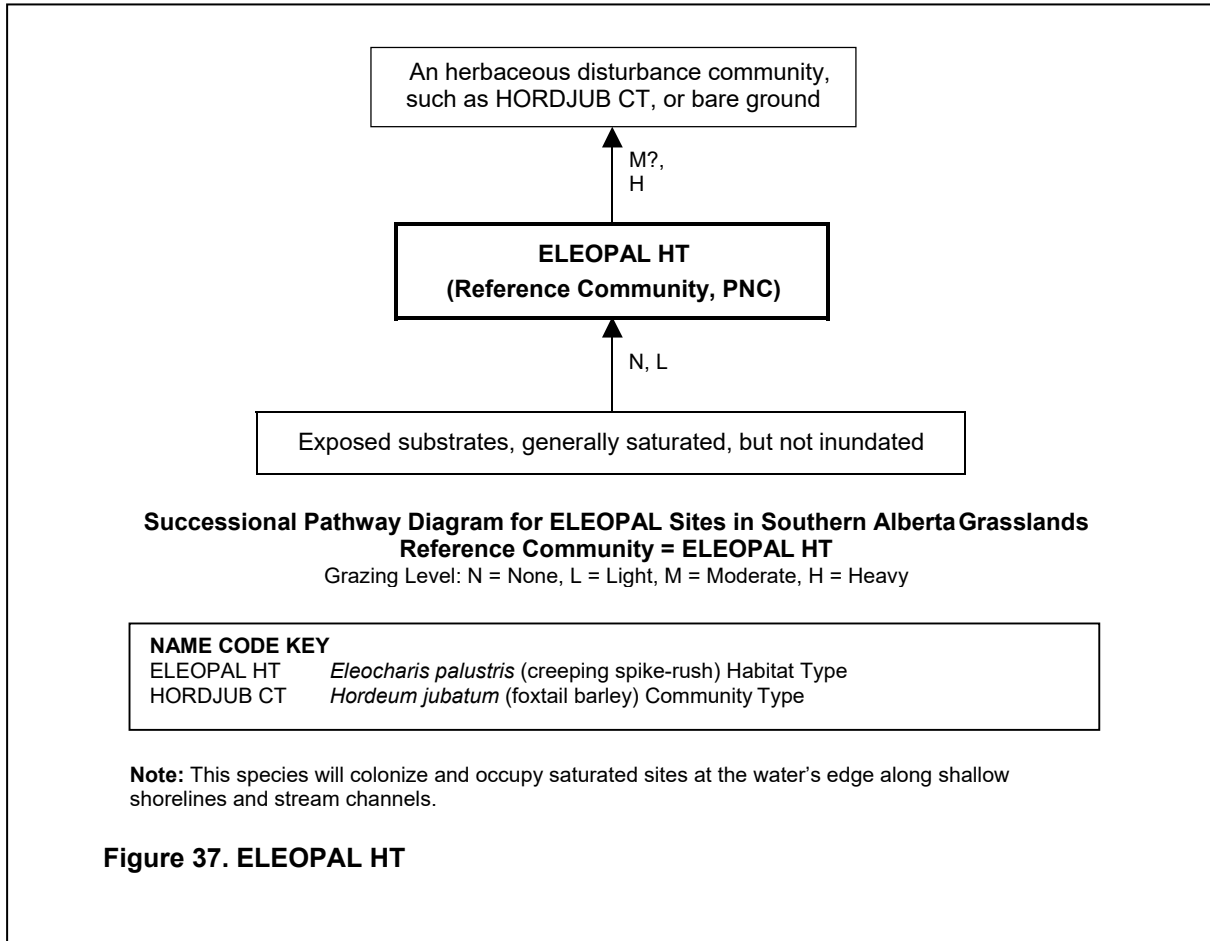 An herbaceous disturbance community,
such as HORDJUB CT, or bare ground
M?,
H
ELEOPAL HT
(Reference Community, PNC)
N, L
Exposed substrates, generally saturated, but not inundated
Successional Pathway Diagram for ELEOPAL Sites in Southern Alberta Grasslands
Reference Community = ELEOPAL HT
Grazing Level: N = None, L = Light, M = Moderate, H = Heavy
NAME CODE KEY
ELEOPAL HT Eleocharis palustris (creeping spike-rush) Habitat Type
HORDJUB CT Hordeum jubatum (foxtail barley) Community Type
Note: This species will colonize and occupy saturated sites at the water’s edge along shallow
shorelines and stream channels.
Figure 37. ELEOPAL HT